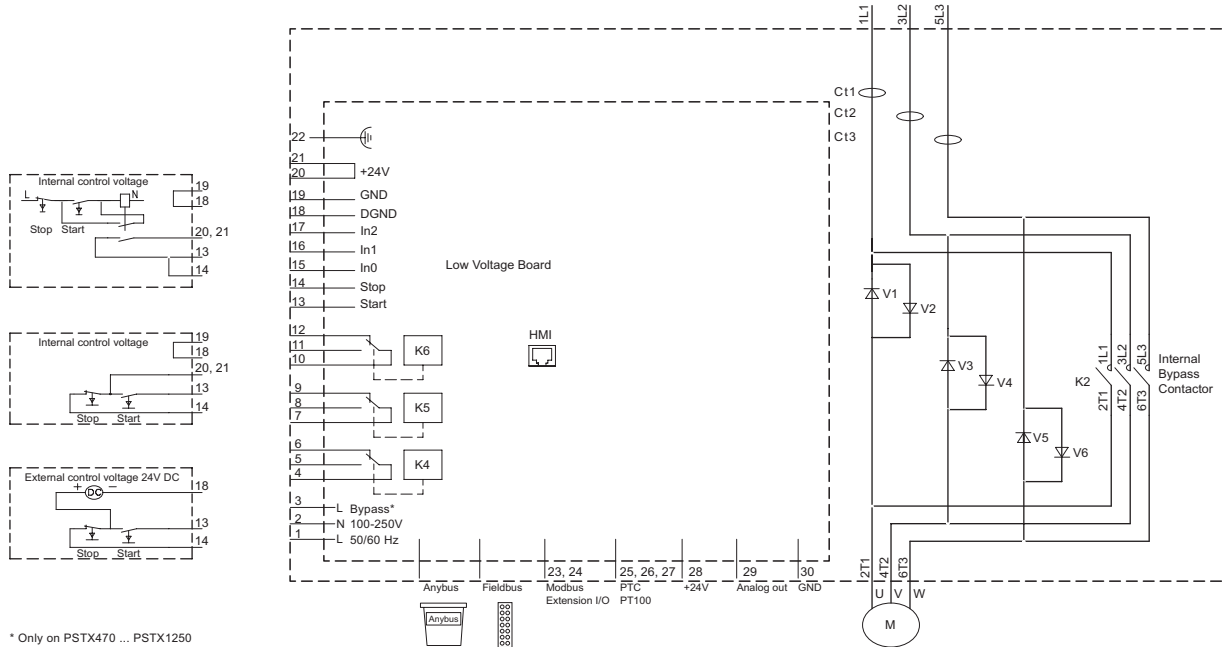 1L1
3L2
5L3
Ct1
Ct2
Ct3
22
21
20 +24V
19 GND
18 DGND
17 In2
16 In1
15 In0
14 Stop
13 Start
Low Voltage Board
HMI
12
11
10
K6
9
8
7
K5
6
5
4
K4
3 L Bypass*
2 N 100-250V
1 L 50/60 Hz
Internal control voltage
L N
Stop Start
19
18
20, 21
13
14
Internal control voltage
19
18
20, 21
13
14
Stop Start
External control voltage 24V DC
+ DC −
18
13
14
Stop Start
V1
V2
V3
V4
V5
V6
K2
1L1
3L2
5L3
2T1
4T2
6T3
Internal
Bypass
Contactor
23, 24
25, 26, 27
28
29
30
Anybus
Fieldbus
Modbus
Extension I/O
PTC
PT100
+24V
Analog out
GND
Anybus
2T1
4T2
6T3
U V W
M
* Only on PSTX470 ... PSTX1250